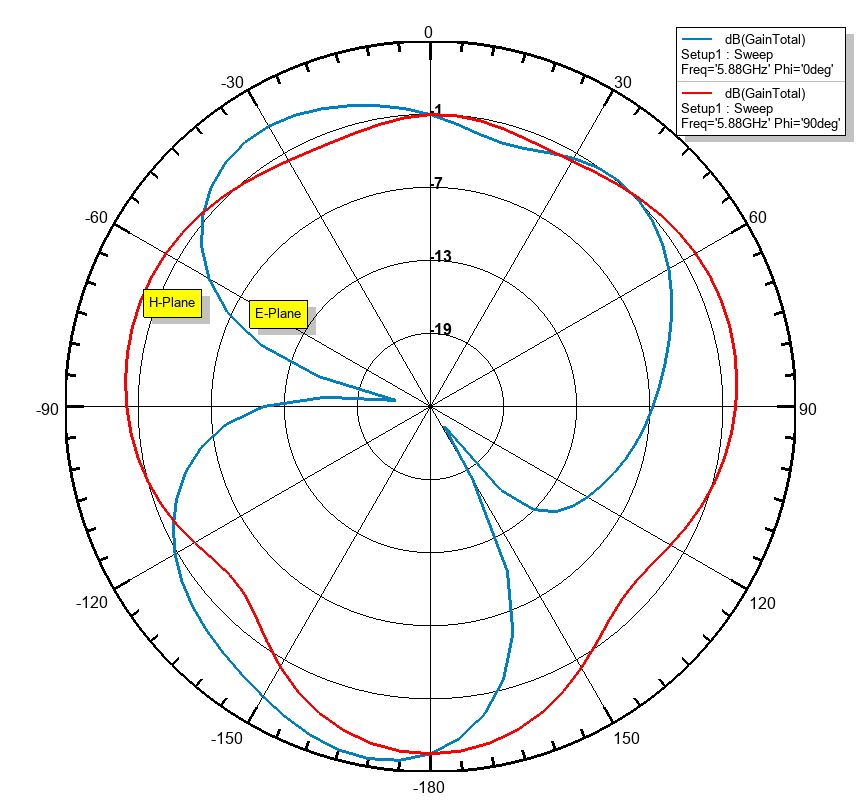 0
dB(GainTotal)
Setup1 : Sweep
Freq='5.88GHz' Phi='0deg'
dB(GainTotal)
Setup1 : Sweep
Freq='5.88GHz' Phi='90deg'
-30
30
-1
-7
-60
60
-13
H-Plane
E-Plane
-19
-90
90
-120
120
-150
150
-180